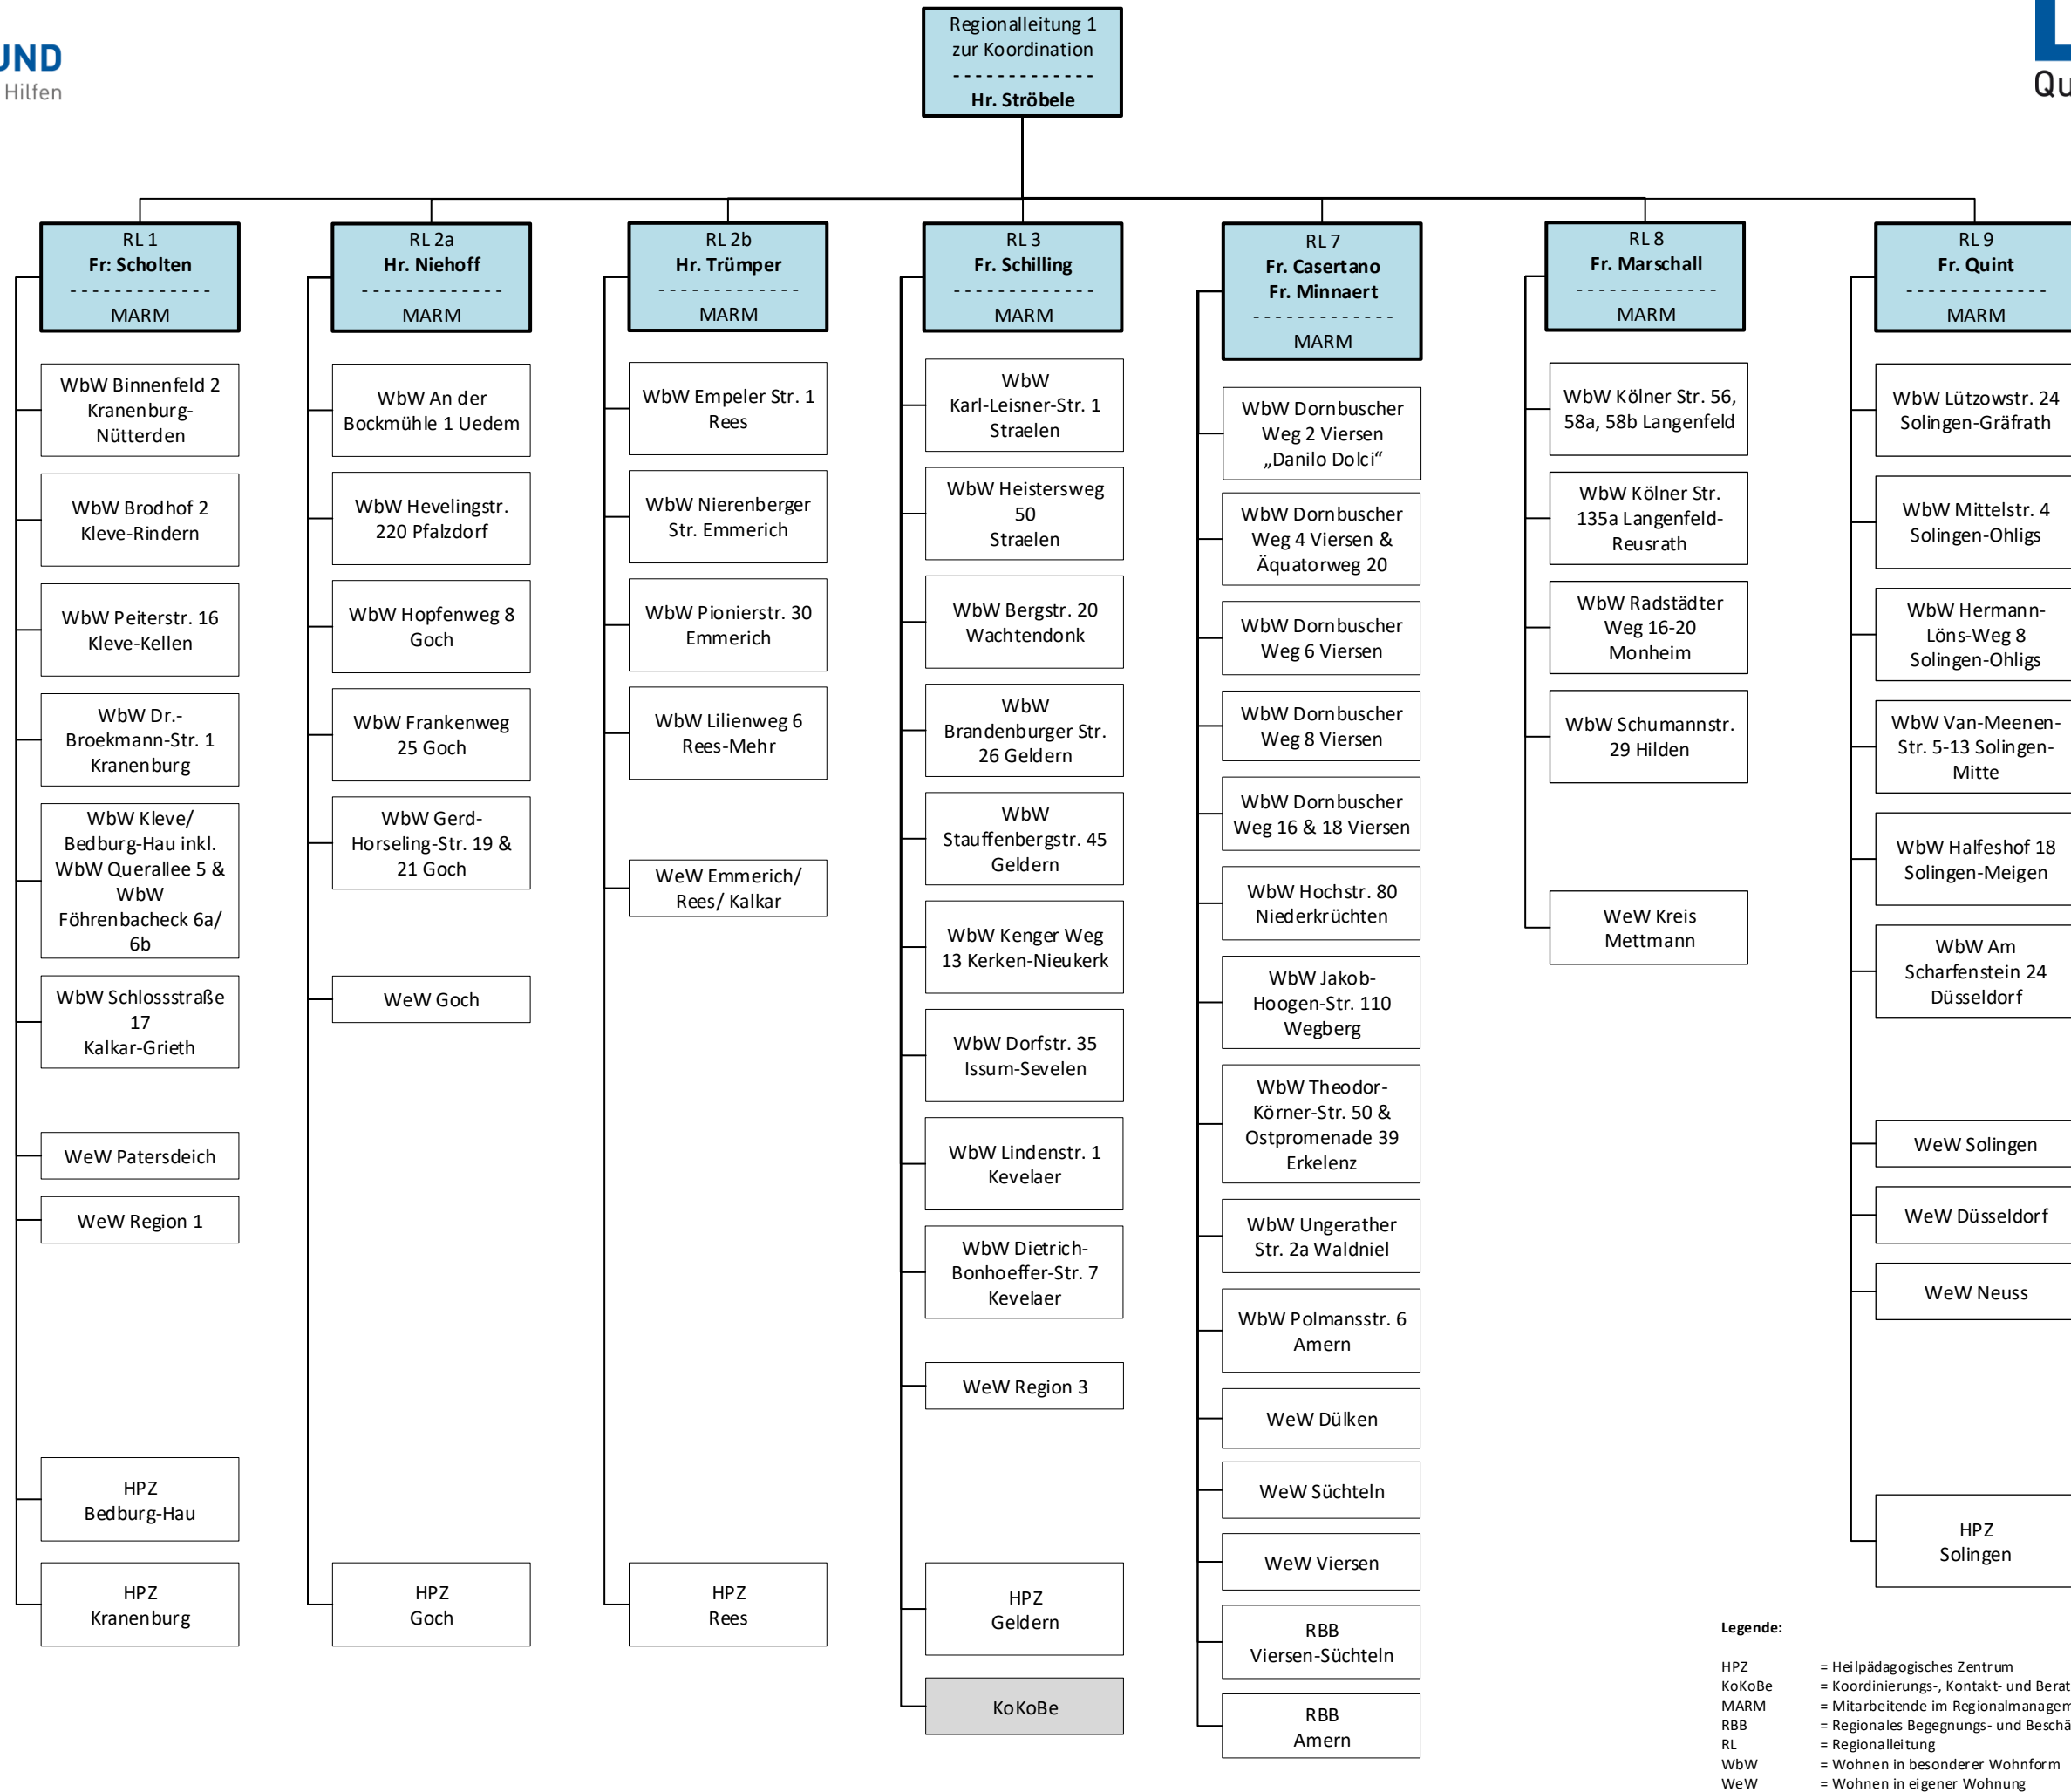 UND
Hilfen
Qu
Regionalleitung 1
zur Koordination
- - - - - - - - - - - - -
Hr. Ströbele
RL 1
Fr: Scholten
- - - - - - - - - - - - -
MARM
WbW Binnenfeld 2
Kranenburg-
Nütterden
WbW Brodhof 2
Kleve-Rindern
WbW Peiterstr. 16
Kleve-Kellen
WbW Dr.-
Broekmann-Str. 1
Kranenburg
WbW Kleve/
Bedburg-Hau inkl.
WbW Querallee 5 &
WbW
Föhrenbacheck 6a/
6b
WbW Schlossstraße
17
Kalkar-Grieth
WeW Patersdeich
WeW Region 1
HPZ
Bedburg-Hau
HPZ
Kranenburg
RL 2a
Hr. Niehoff
- - - - - - - - - - - - -
MARM
WbW An der
Bockmühle 1 Uedem
WbW Hevelingstr.
220 Pfalzdorf
WbW Hopfenweg 8
Goch
WbW Frankenweg
25 Goch
WbW Gerd-
Horseling-Str. 19 &
21 Goch
WeW Goch
HPZ
Goch
RL 2b
Hr. Trümper
- - - - - - - - - - - - -
MARM
WbW Empeler Str. 1
Rees
WbW Nierenberger
Str. Emmerich
WbW Pionierstr. 30
Emmerich
WbW Lilienweg 6
Rees-Mehr
WeW Emmerich/
Rees/ Kalkar
HPZ
Rees
RL 3
Fr. Schilling
- - - - - - - - - - - - -
MARM
WbW
Karl-Leisner-Str. 1
Straelen
WbW Heistersweg
50
Straelen
WbW Bergstr. 20
Wachtendonk
WbW
Brandenburger Str.
26 Geldern
WbW
Stauffenbergstr. 45
Geldern
WbW Kenger Weg
13 Kerken-Nieukerk
WbW Dorfstr. 35
Issum-Sevelen
WbW Lindenstr. 1
Kevelaer
WbW Dietrich-
Bonhoeffer-Str. 7
Kevelaer
WeW Region 3
HPZ
Geldern
KoKoBe
RL 7
Fr. Casertano
Fr. Minnaert
- - - - - - - - - - - - -
MARM
WbW Dornbuscher
Weg 2 Viersen
„Danilo Dolci“
WbW Dornbuscher
Weg 4 Viersen &
Äquatorweg 20
WbW Dornbuscher
Weg 6 Viersen
WbW Dornbuscher
Weg 8 Viersen
WbW Dornbuscher
Weg 16 & 18 Viersen
WbW Hochstr. 80
Niederkrüchten
WbW Jakob-
Hoogen-Str. 110
Wegberg
WbW Theodor-
Körner-Str. 50 &
Ostpromenade 39
Erkelenz
WbW Ungerather
Str. 2a Waldniel
WbW Polmansstr. 6
Amern
WeW Dülken
WeW Süchteln
WeW Viersen
RBB
Viersen-Süchteln
RBB
Amern
RL 8
Fr. Marschall
- - - - - - - - - - - - -
MARM
WbW Kölner Str. 56,
58a, 58b Langenfeld
WbW Kölner Str.
135a Langenfeld-
Reusrath
WbW Radstädter
Weg 16-20
Monheim
WbW Schumannstr.
29 Hilden
WeW Kreis
Mettmann
RL 9
Fr. Quint
- - - - - - - - - - - - -
MARM
WbW Lützowstr. 24
Solingen-Gräfrath
WbW Mittelstr. 4
Solingen-Ohligs
WbW Hermann-
Löns-Weg 8
Solingen-Ohligs
WbW Van-Meenen-
Str. 5-13 Solingen-
Mitte
WbW Halfeshof 18
Solingen-Meigen
WbW Am
Scharfenstein 24
Düsseldorf
WeW Solingen
WeW Düsseldorf
WeW Neuss
HPZ
Solingen
Legende:
HPZ = Heilpädagogisches Zentrum
KoKoBe = Koordinierungs-, Kontakt- und Berat
MARM = Mitarbeitende im Regionalmanagem
RBB = Regionales Begegnungs- und Beschä
RL = Regionalleitung
WbW = Wohnen in besonderer Wohnform
WeW = Wohnen in eigener Wohnung